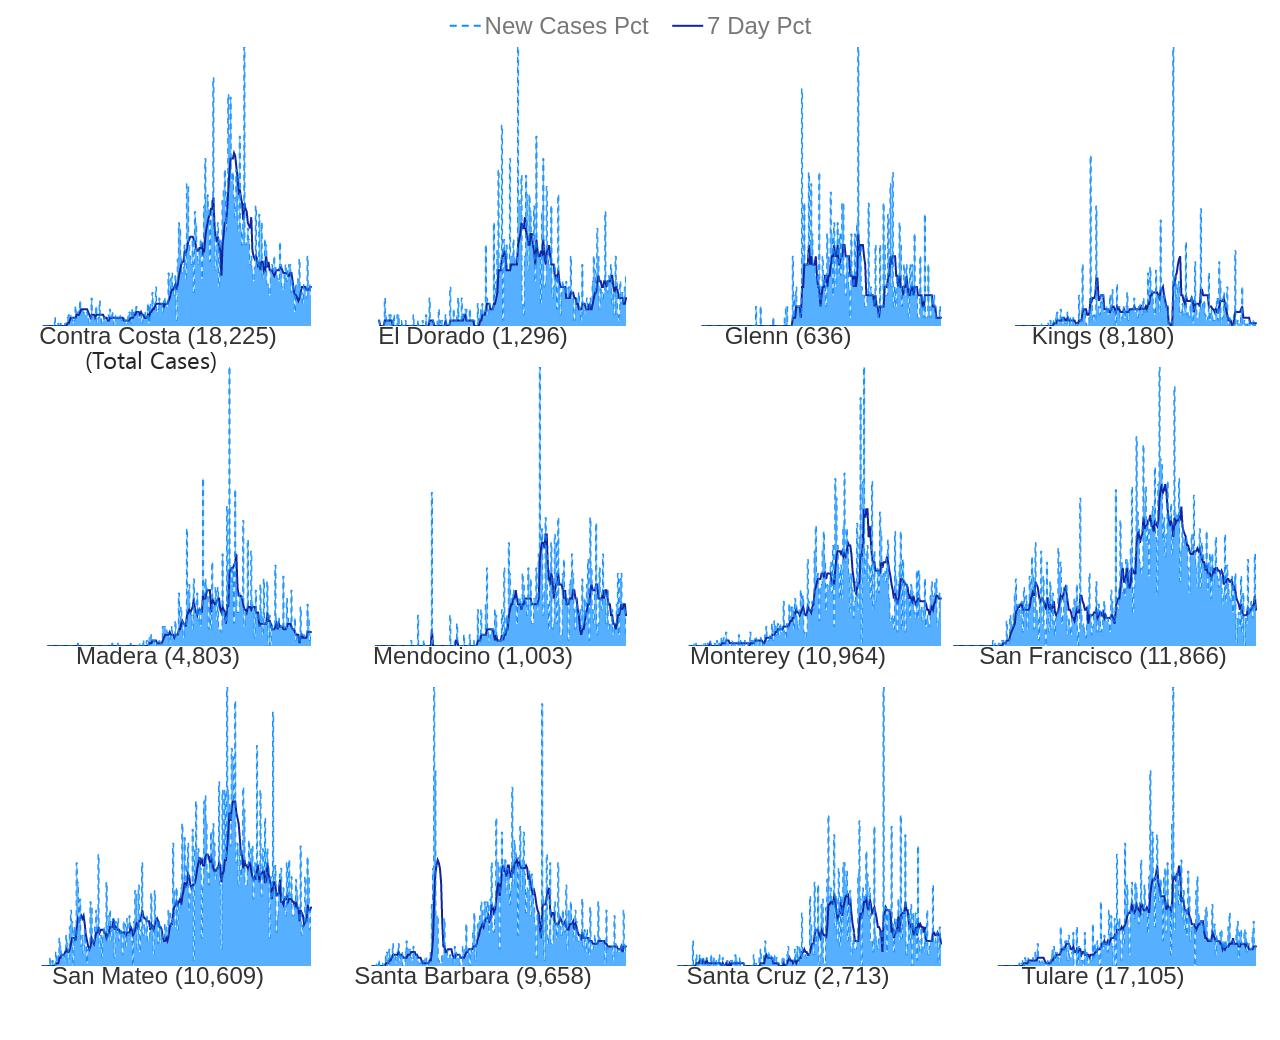 New Cases Pct 7 Day Pct
Contra Costa (18,225) El Dorado (1,296) Glenn (636) Kings (8,180)
(Total Cases)
Madera (4,803) Mendocino (1,003) Monterey (10,964) San Francisco (11,866)
San Mateo (10,609) Santa Barbara (9,658) Santa Cruz (2,713) Tulare (17,105)